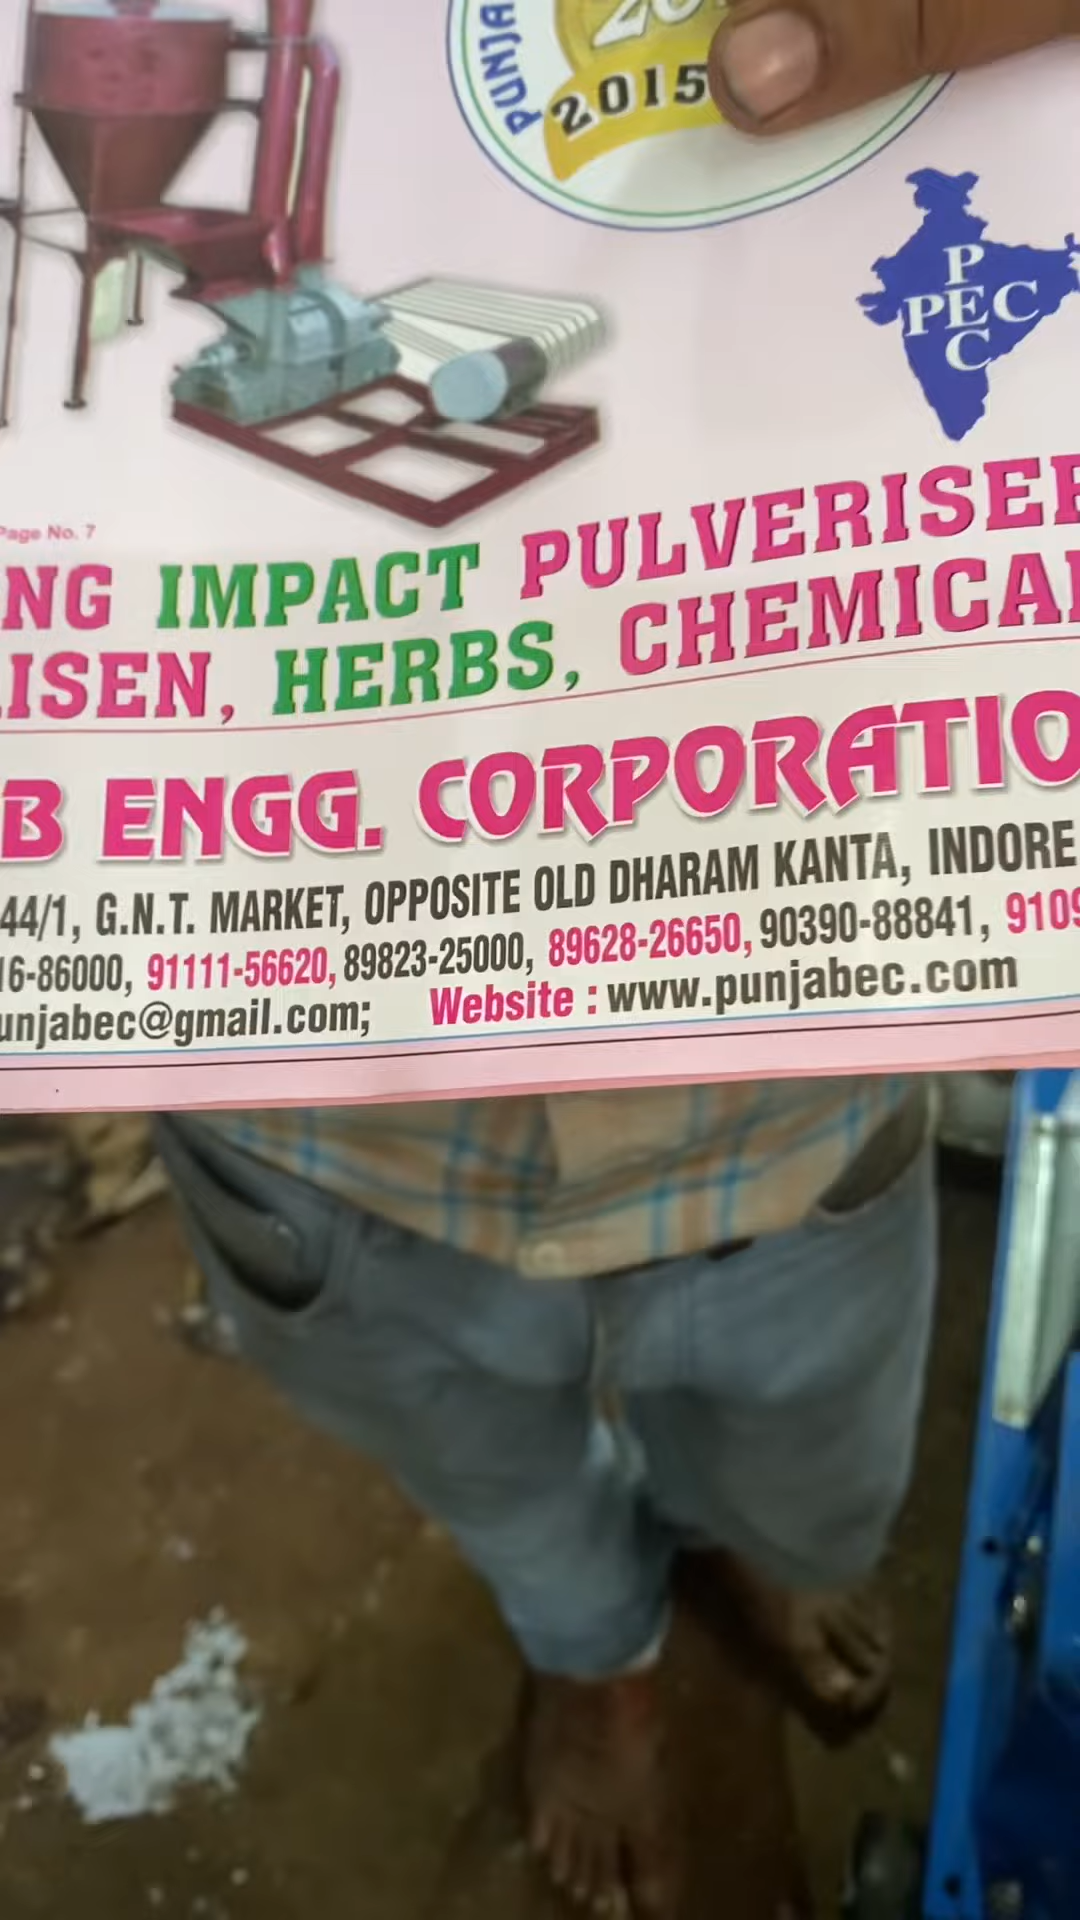 PUNJA
2015
P
PEC
C
Page No. 7
NG IMPACT PULVERISE
ISEN, HERBS, CHEMICA
B ENGG. CORPORATIO
44/1, G.N.T. MARKET, OPPOSITE OLD DHARAM KANTA, INDORE
16-86000, 91111-56620, 89823-25000, 89628-26650, 90390-88841, 9109
unjabec@gmail.com; Website : www.punjabec.com